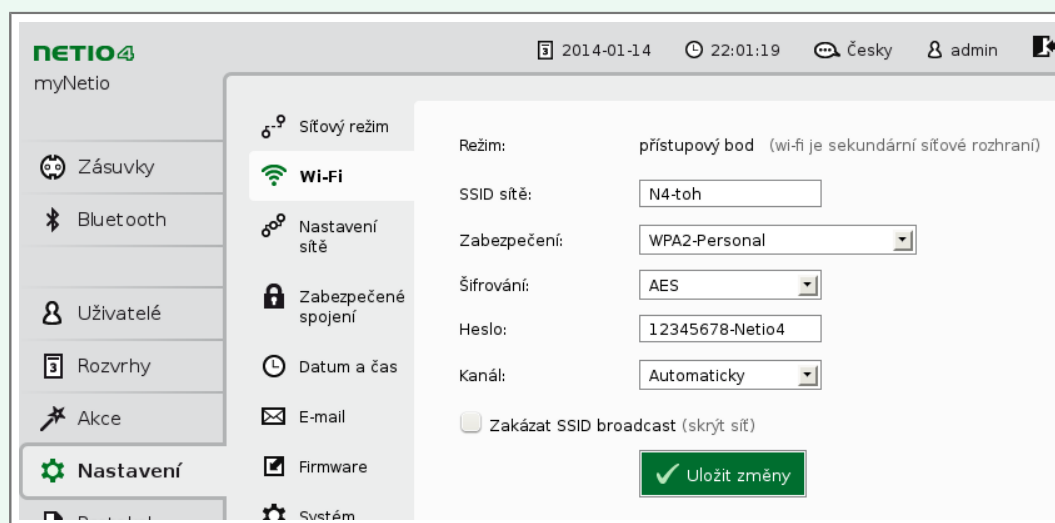 NETIO4
myNetio
2014-01-14 22:01:19 Česky admin
Zásuvky
Bluetooth
Uživatelé
Rozvrhy
Akce
Nastavení
Síťový režim
Wi-Fi
Nastavení
sítě
Zabezpečené
spojení
Datum a čas
E-mail
Firmware
Systém
Režim: přístupový bod (wi-fi je sekundární síťové rozhraní)
SSID sítě: N4-toh
Zabezpečení: WPA2-Personal
Šifrování: AES
Heslo: 12345678-Netio4
Kanál: Automaticky
Zakázat SSID broadcast (skrýt síť)
Uložit změny